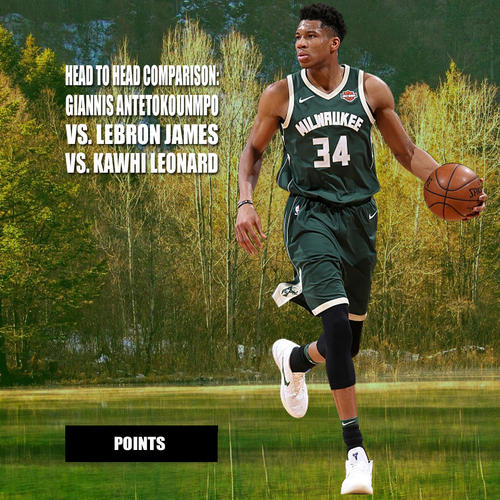 HEAD TO HEAD COMPARISON:
GIANNIS ANTETOKOUNMPO
VS. LEBRON JAMES
VS. KAWHI LEONARD
MILWAUKEE
34
POINTS